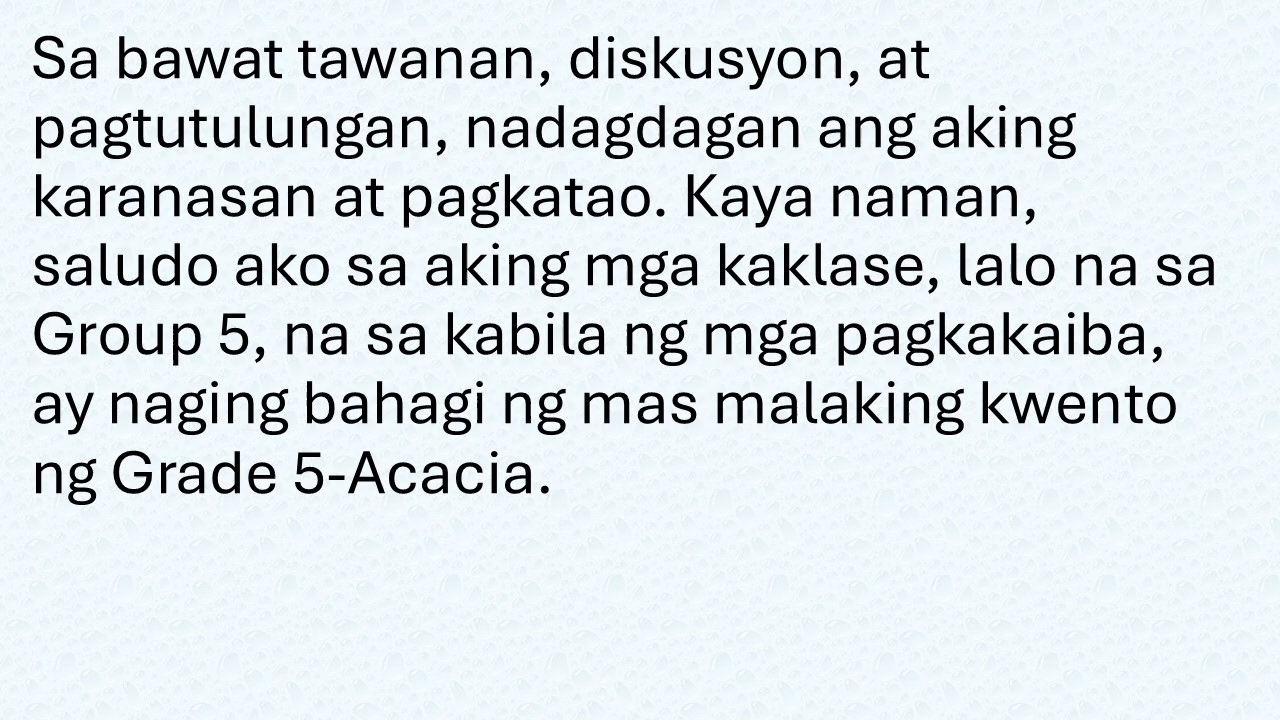 Sa bawat tawanan, diskusyon, at
pagtutulungan, nadagdagan ang aking
karanasan at pagkatao. Kaya naman,
saludo ako sa aking mga kaklase, lalo na sa
Group 5, na sa kabila ng mga pagkakaiba,
ay naging bahagi ng mas malaking kwento
ng Grade 5-Acacia.